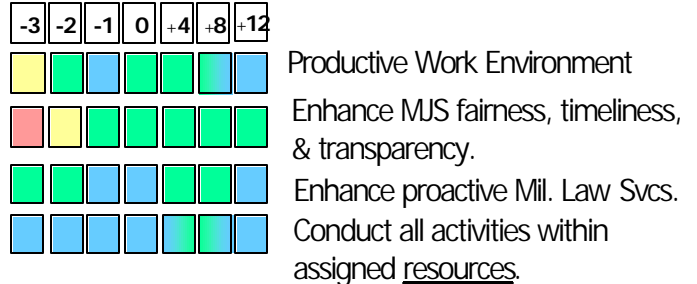 -3 -2 -1 0 +4 +8 +12
Productive Work Environment
Enhance MJS fairness, timeliness,
& transparency.
Enhance proactive Mil. Law Svcs.
Conduct all activities within
assigned resources.